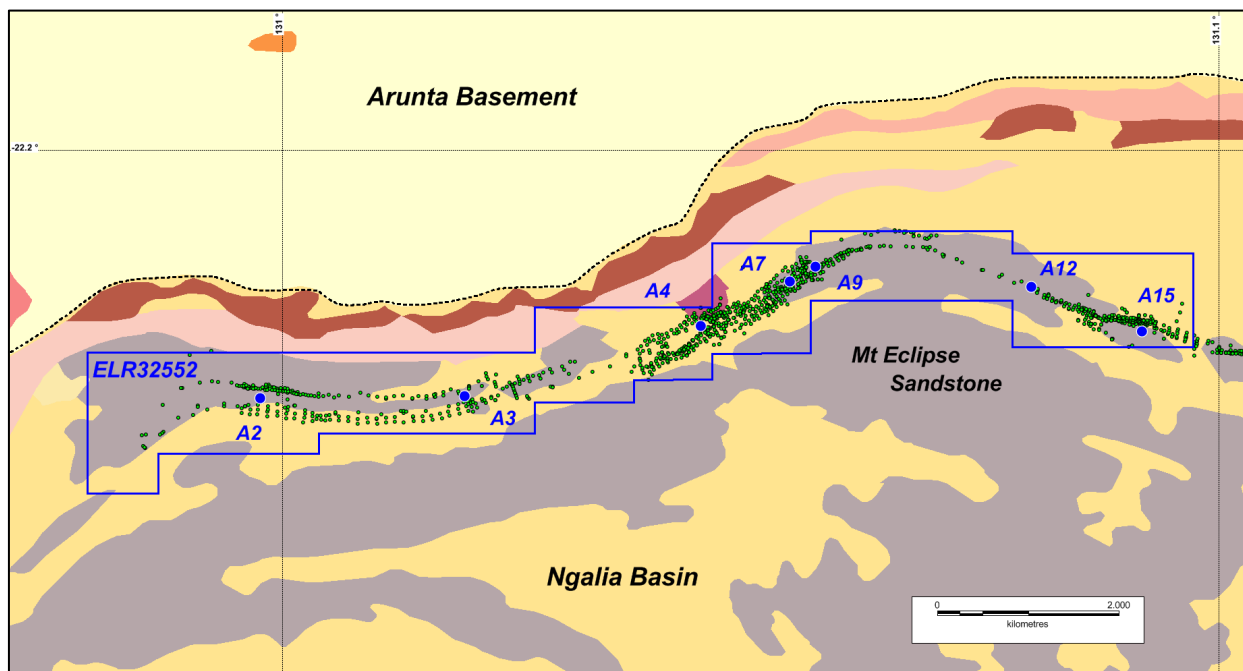 131 °
131.1 °
Arunta Basement
-22.2 °
A7
A12
A4
A9
A15
Mt Eclipse
Sandstone
ELR32552
A2
A3
Ngalia Basin
0
2.000
kilometres